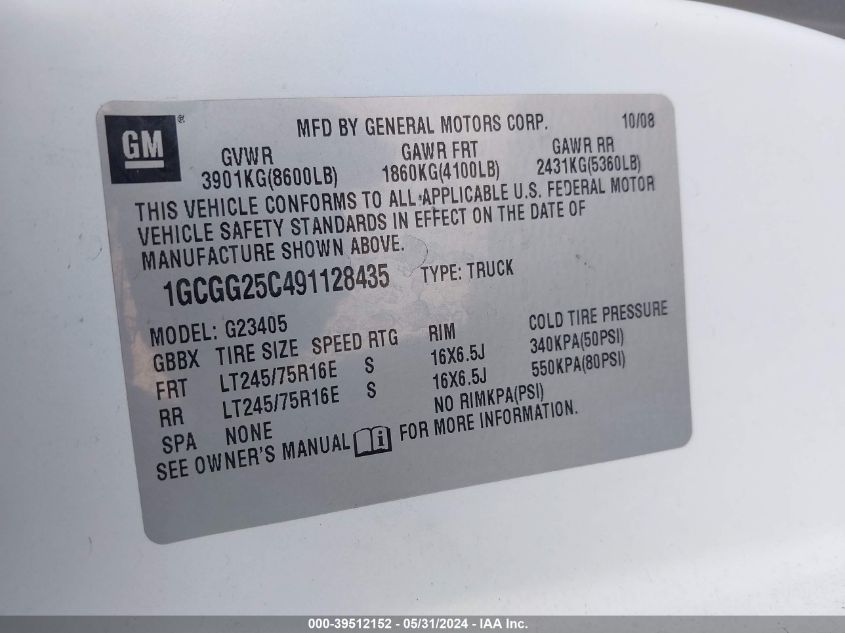 GM®
MFD BY GENERAL MOTORS CORP. 10/08
GVWR GAWR FRT GAWR RR
3901KG(8600LB) 1860KG(4100LB) 2431KG(5360LB)
THIS VEHICLE CONFORMS TO ALL APPLICABLE U.S. FEDERAL MOTOR
VEHICLE SAFETY STANDARDS IN EFFECT ON THE DATE OF
MANUFACTURE SHOWN ABOVE.
1GCGG25C491128435 TYPE: TRUCK
MODEL: G23405
GBBX TIRE SIZE SPEED RTG RIM COLD TIRE PRESSURE
FRT LT245/75R16E S 16X6.5J 340KPA(50PSI)
RR LT245/75R16E S 16X6.5J 550KPA(80PSI)
SPA NONE NO RIMKPA(PSI)
SEE OWNER'S MANUAL i FOR MORE INFORMATION.
000-39512152 - 05/31/2024 - IAA Inc.